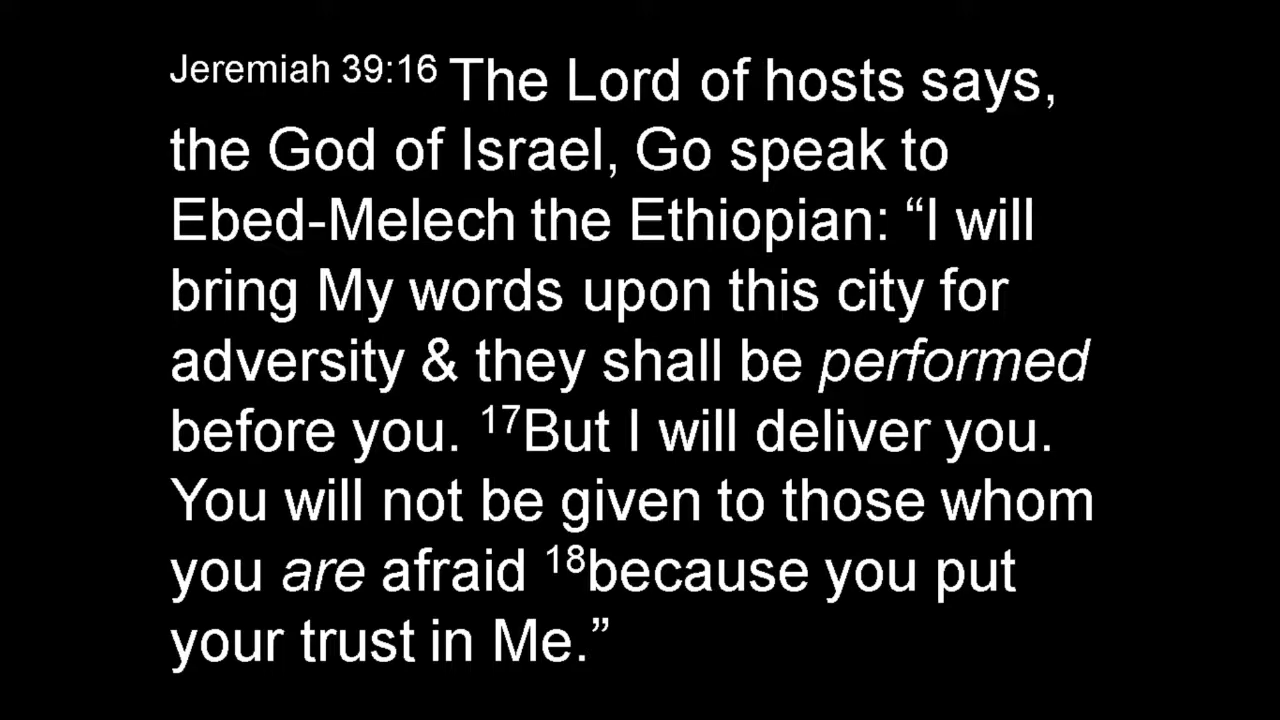 Jeremiah 39:16 The Lord of hosts says,
the God of Israel, Go speak to
Ebed-Melech the Ethiopian: “I will
bring My words upon this city for
adversity & they shall be performed
before you. 17But I will deliver you.
You will not be given to those whom
you are afraid 18because you put
your trust in Me.”